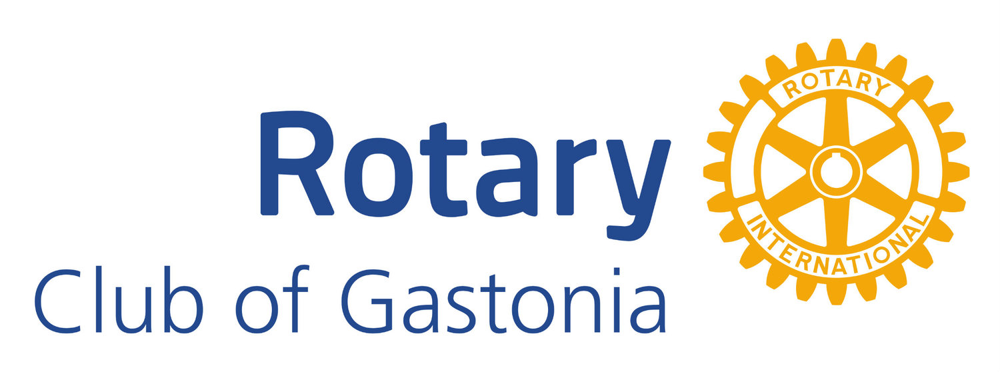 Rotary
Club of Gastonia
ROTARY
INTERNATIONAL